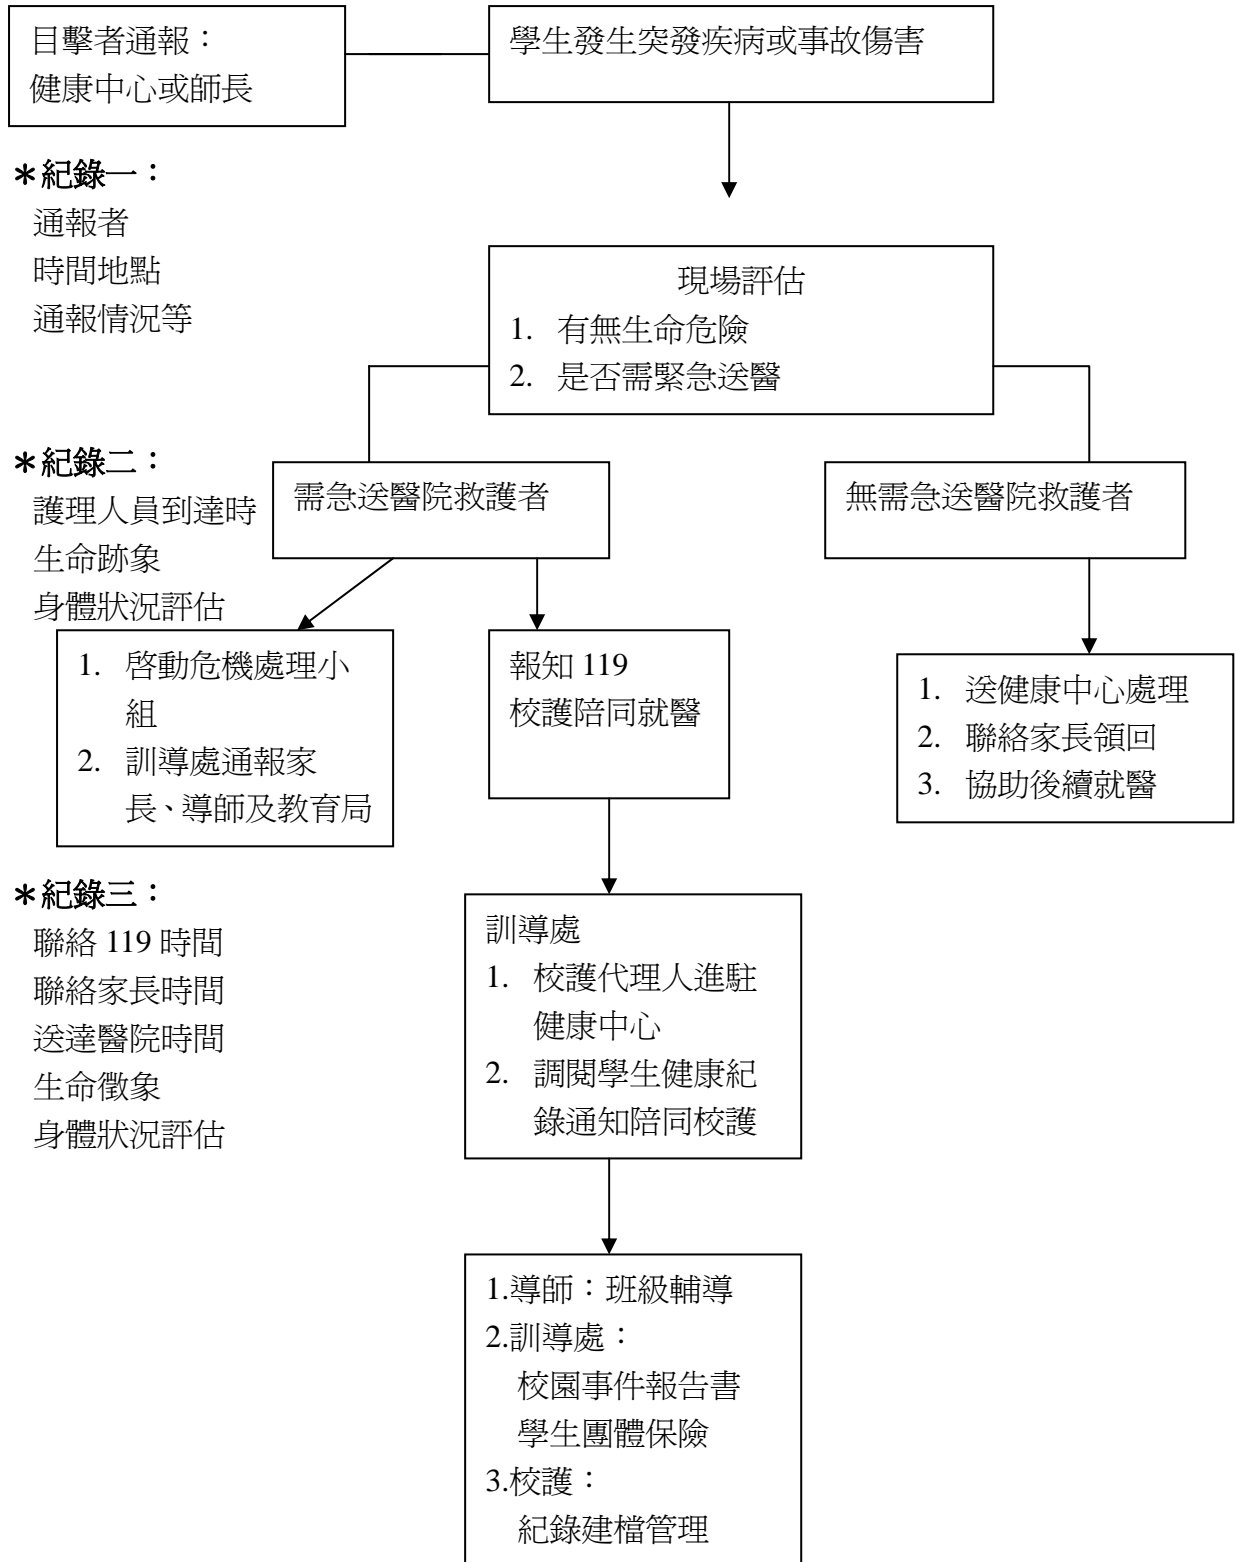 目擊者通報：
健康中心或師長
學生發生突發疾病或事故傷害
＊紀錄一：
通報者
時間地點
通報情況等
現場評估
1. 有無生命危險
2. 是否需緊急送醫
＊紀錄二：
護理人員到達時
生命跡象
身體狀況評估
需急送醫院救護者
無需急送醫院救護者
1. 啓動危機處理小
組
2. 訓導處通報家
長、導師及教育局
報知 119
校護陪同就醫
1. 送健康中心處理
2. 聯絡家長領回
3. 協助後續就醫
＊紀錄三：
聯絡 119 時間
聯絡家長時間
送達醫院時間
生命徵象
身體狀況評估
訓導處
1. 校護代理人進駐
健康中心
2. 調閱學生健康紀
錄通知陪同校護
1.導師：班級輔導
2.訓導處：
校園事件報告書
學生團體保險
3.校護：
紀錄建檔管理